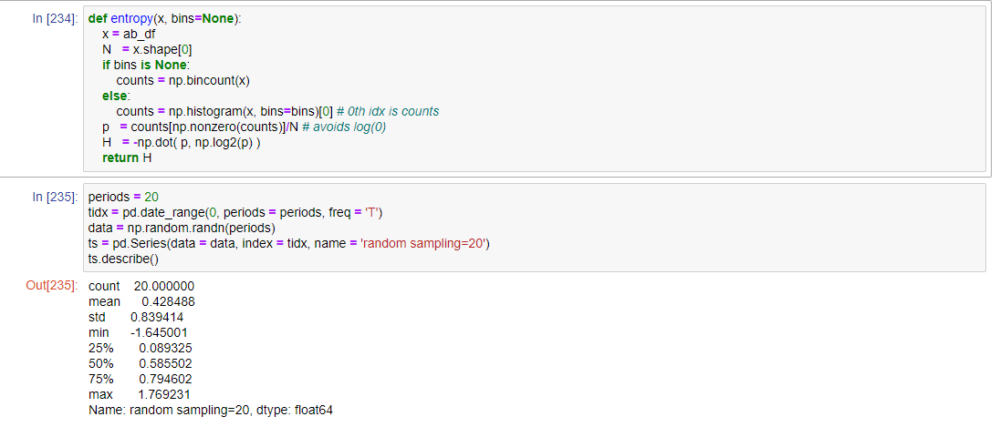 In [234]: def entropy(x, bins=None):
x = ab_df
N = x.shape[0]
if bins is None:
counts = np.bincount(x)
else:
counts = np.histogram(x, bins=bins)[0] # 0th idx is counts
p = counts[np.nonzero(counts)]/N # avoids log(0)
H = -np.dot( p, np.log2(p) )
return H
In [235]: periods = 20
tidx = pd.date_range(0, periods = periods, freq = 'T')
data = np.random.randn(periods)
ts = pd.Series(data = data, index = tidx, name = 'random sampling=20')
ts.describe()
Out[235]: count 20.000000
mean 0.428488
std 0.839414
min -1.645001
25% 0.089325
50% 0.585502
75% 0.794602
max 1.769231
Name: random sampling=20, dtype: float64